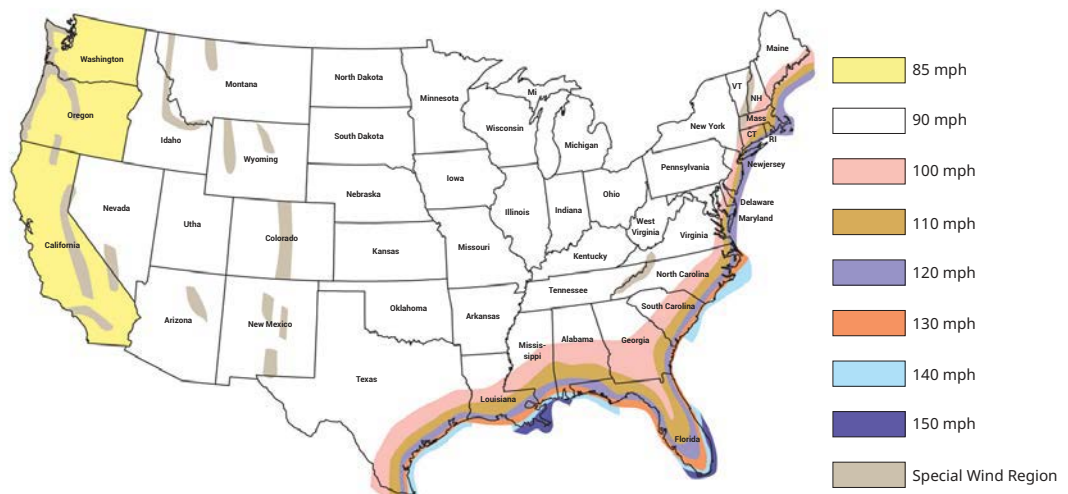 Washington
Oregon
California
Nevada
Idaho
Montana
Wyoming
Utha
Colorado
Arizona
New Mexico
North Dakota
South Dakota
Nebraska
Kansas
Oklahoma
Texas
Minnesota
Iowa
Missouri
Arkansas
Louisiana
Wisconsin
Illinois
Mi
Michigan
Indiana
Ohio
Kentucky
Tennessee
Missis-
sippi
Alabama
Georgia
Florida
South Carolina
North Carolina
Virginia
West
Virginia
Pennsylvania
New York
VT
NH
Maine
Mass
CT
RI
Newjersey
Delaware
Maryland
85 mph
90 mph
100 mph
110 mph
120 mph
130 mph
140 mph
150 mph
Special Wind Region